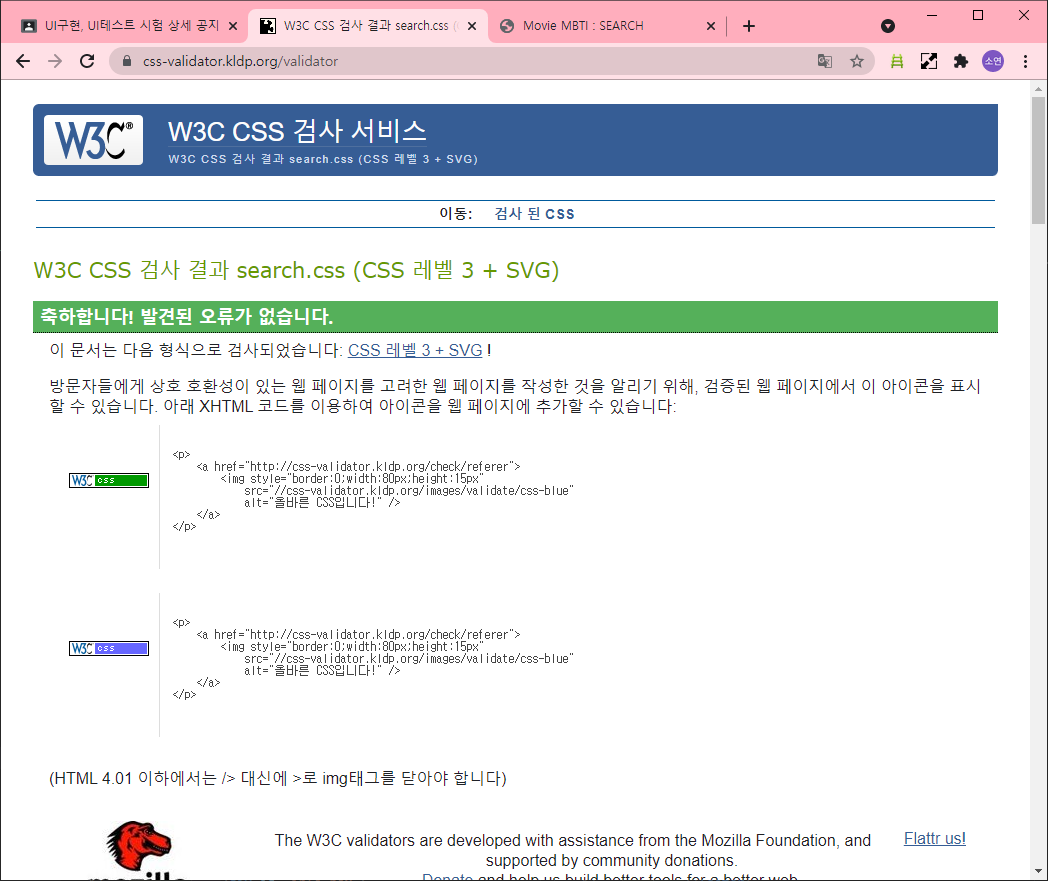 UI구현, UI테스트 시험 상세 공지
W3C CSS 검사 결과 search.css (
Movie MBTI : SEARCH
css-validator.kldp.org/validator
소연
W3C®
W3C CSS 검사 서비스
W3C CSS 검사 결과 search.css (CSS 레벨 3 + SVG)
이동: 검사 된 CSS
W3C CSS 검사 결과 search.css (CSS 레벨 3 + SVG)
축하합니다! 발견된 오류가 없습니다.
이 문서는 다음 형식으로 검사되었습니다: CSS 레벨 3 + SVG !
방문자들에게 상호 호환성이 있는 웹 페이지를 고려한 웹 페이지를 작성한 것을 알리기 위해, 검증된 웹 페이지에서 이 아이콘을 표시
할 수 있습니다. 아래 XHTML 코드를 이용하여 아이콘을 웹 페이지에 추가할 수 있습니다:
W3C css
<p>
<a href="http://css-validator.kldp.org/check/referer">
<img style="border:0;width:80px;height:15px"
src="//css-validator.kldp.org/images/validate/css-blue"
alt="올바른 CSS입니다!" />
</a>
</p>
W3C css
<p>
<a href="http://css-validator.kldp.org/check/referer">
<img style="border:0;width:80px;height:15px"
src="//css-validator.kldp.org/images/validate/css-blue"
alt="올바른 CSS입니다!" />
</a>
</p>
(HTML 4.01 이하에서는 /> 대신에 >로 img태그를 닫아야 합니다)
mozilla
The W3C validators are developed with assistance from the Mozilla Foundation, and
supported by community donations.
Donate and help us build better tools for a better web.
Flattr us!